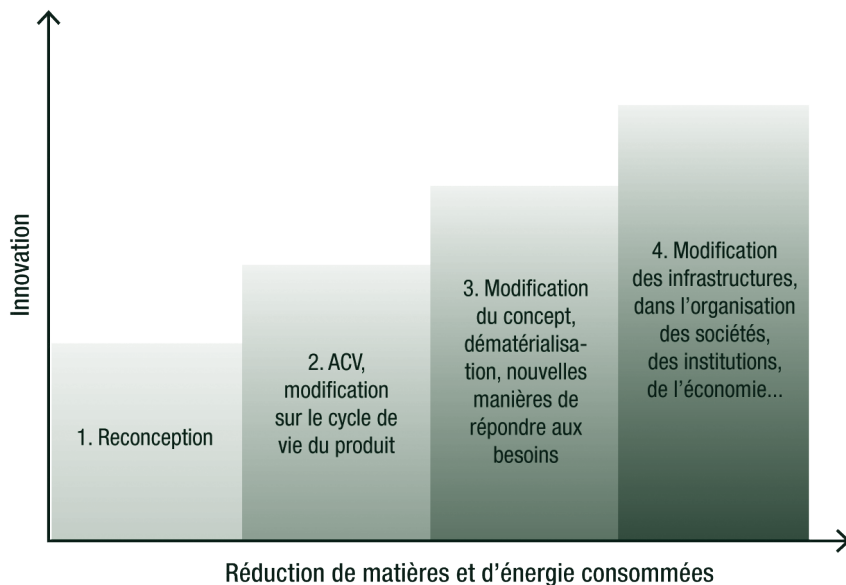 Innovation
1. Reconception
2. ACV,
modification
sur le cycle de
vie du produit
3. Modification
du concept,
dématérialisa-
tion, nouvelles
manières de
répondre aux
besoins
4. Modification
des infrastructures,
dans l’organisation
des sociétés,
des institutions,
de l’économie...
Réduction de matières et d’énergie consommées